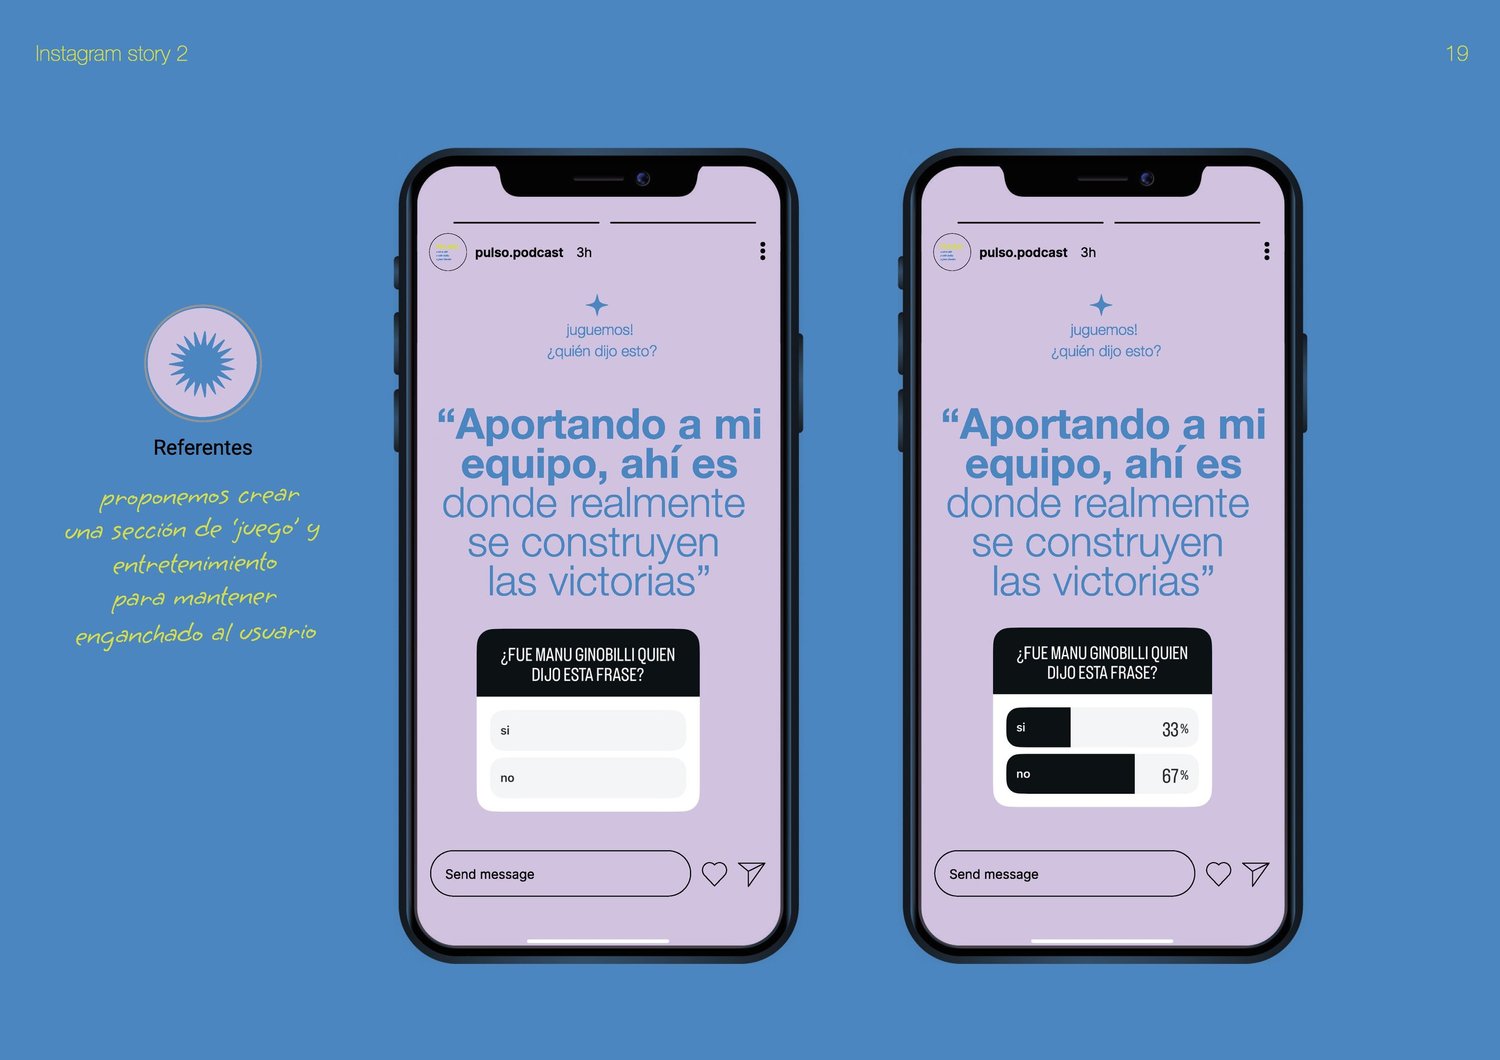 Instagram story 2
19
Referentes
proponemos crear
una sección de 'juego' y
entretenimiento
para mantener
enganchado al usuario
pulso.podcast 3h
juguemos!
¿quién dijo esto?
“Aportando a mi
equipo, ahí es
donde realmente
se construyen
las victorias”
¿FUE MANU GINOBILLI QUIEN
DIJO ESTA FRASE?
si
no
Send message
pulso.podcast 3h
juguemos!
¿quién dijo esto?
“Aportando a mi
equipo, ahí es
donde realmente
se construyen
las victorias”
¿FUE MANU GINOBILLI QUIEN
DIJO ESTA FRASE?
si 33%
no 67%
Send message